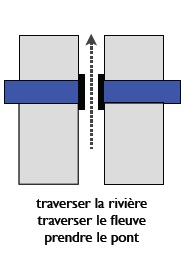 traverser la rivière
traverser le fleuve
prendre le pont